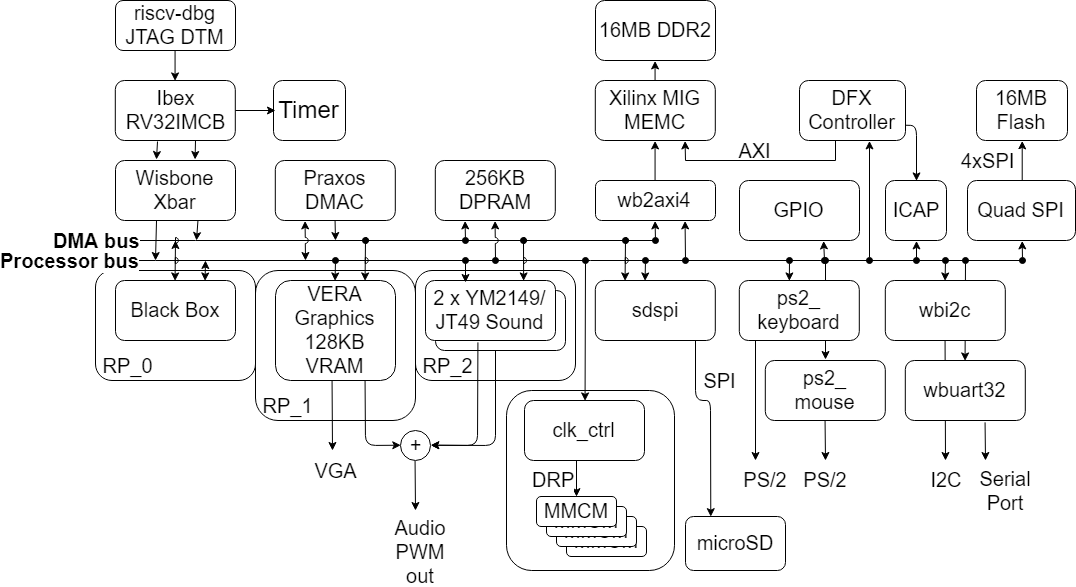 riscv-dbg
JTAG DTM
Ibex
RV32IMCB
Timer
Wisbone
Xbar
Praxos
DMAC
256KB
DPRAM
16MB DDR2
Xilinx MIG
MEMC
wb2axi4
AXI
DFX
Controller
16MB
Flash
4xSPI
GPIO
ICAP
Quad SPI
DMA bus
Processor bus
Black Box
RP_0
VERA
Graphics
128KB
VRAM
RP_1
2 x YM2149/
JT49 Sound
RP_2
sdspi
ps2_
keyboard
wbi2c
SPI
ps2_
mouse
wbuart32
clk_ctrl
DRP
MMCM
+
VGA
Audio
PWM
out
PS/2
PS/2
I2C
Serial
Port
microSD